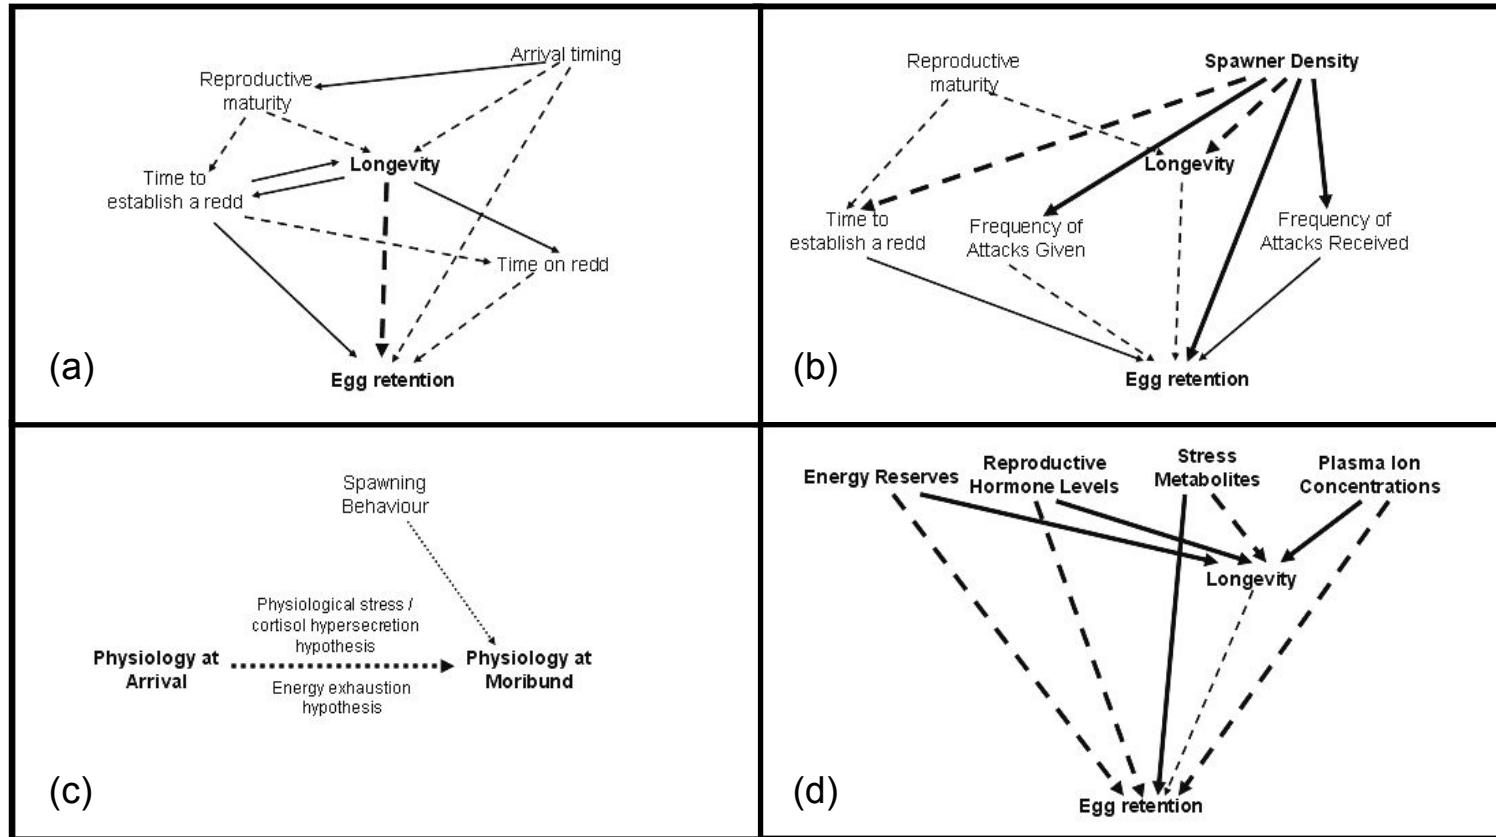 Arrival timing
Reproductive
maturity
Longevity
Time to
establish a redd
Time on redd
Egg retention
(a)
Reproductive
maturity
Spawner Density
Longevity
Time to
establish a redd
Frequency of
Attacks Given
Frequency of
Attacks Received
Egg retention
(b)
Spawning
Behaviour
Physiological stress /
cortisol hypersecretion
hypothesis
Physiology at
Arrival
Physiology at
Moribund
Energy exhaustion
hypothesis
(c)
Energy Reserves
Reproductive
Hormone Levels
Stress
Metabolites
Plasma Ion
Concentrations
Longevity
Egg retention
(d)